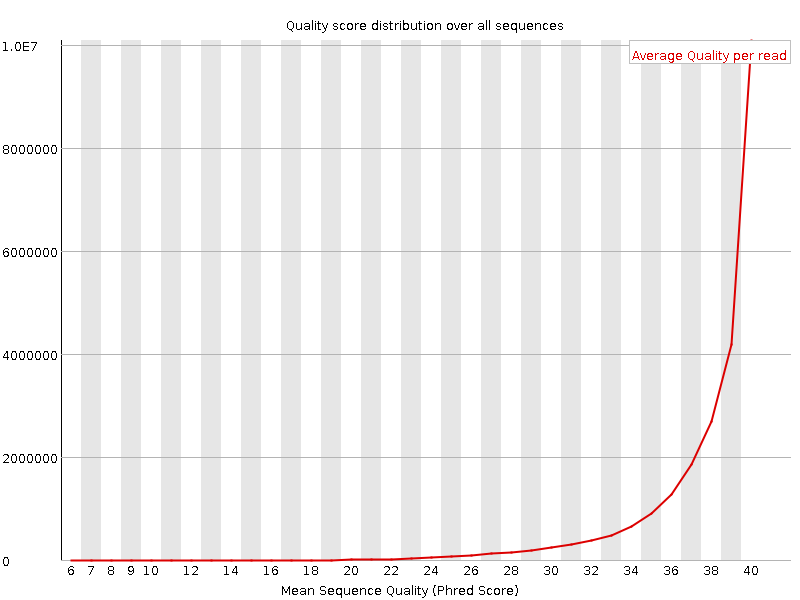 Quality score distribution over all sequences
1.0E7
Average Quality per read
8000000
6000000
4000000
2000000
0
6 7 8 9 10 12 14 16 18 20 22 24 26 28 30 32 34 36 38 40
Mean Sequence Quality (Phred Score)